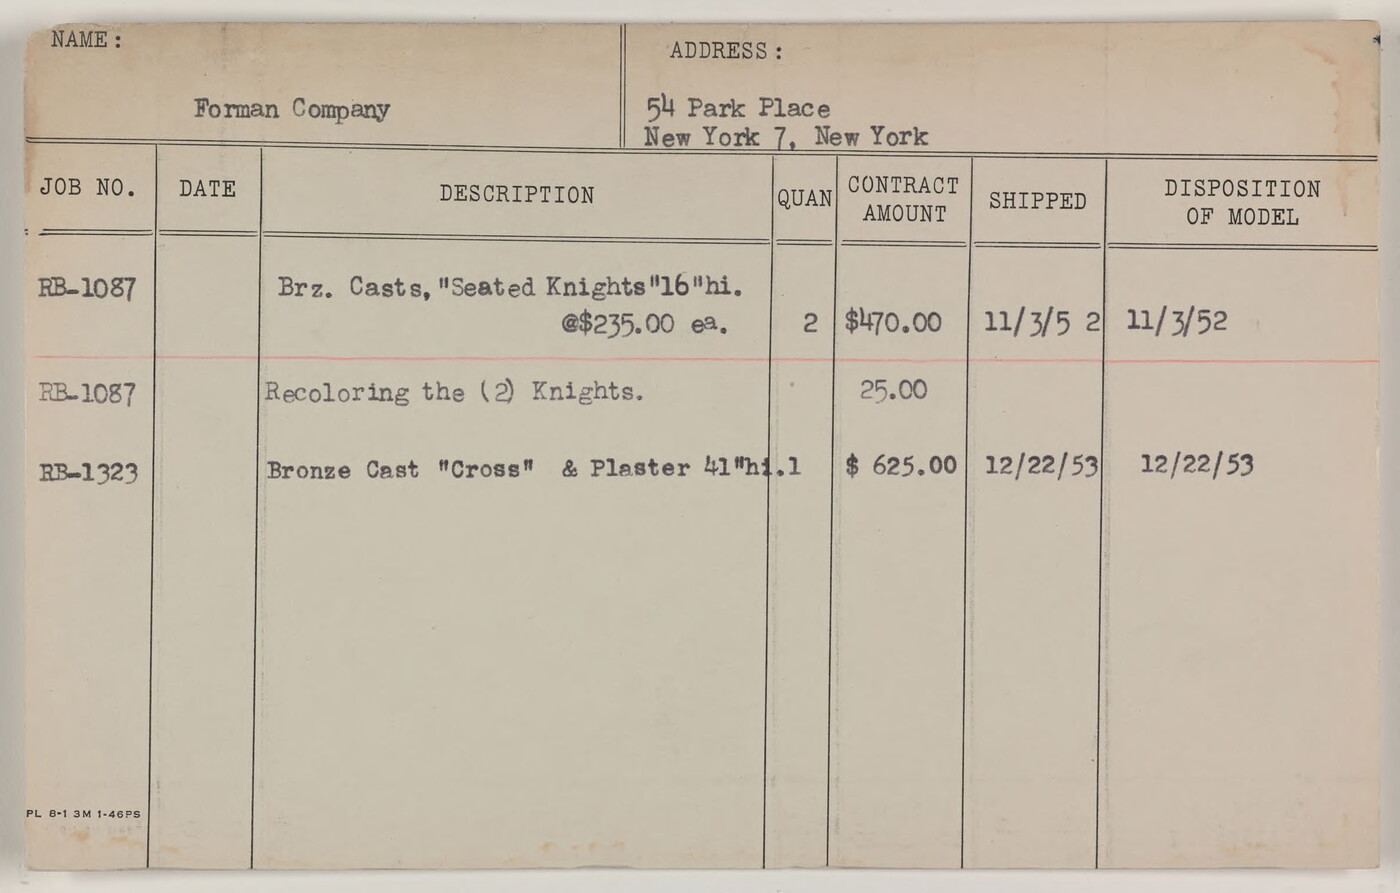 NAME:
ADDRESS:
Forman Company
54 Park Place
New York 7, New York
JOB NO. DATE DESCRIPTION QUAN CONTRACT AMOUNT SHIPPED DISPOSITION OF MODEL
RB-1087 Brz. Casts, "Seated Knights"16"hi.
@$235.00 ea. 2 $470.00 11/3/5 2 11/3/52
RB-1087 Recoloring the (2) Knights. 25.00
RB-1323 Bronze Cast "Cross" & Plaster 41"hi.1 $ 625.00 12/22/53 12/22/53
PL 8-1 3M 1-46PS